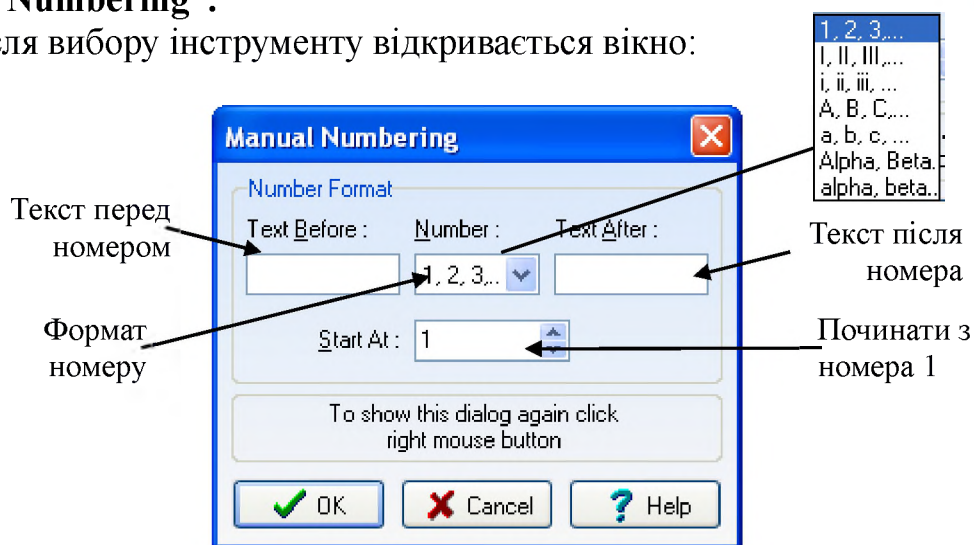 Numbering".
ля вибору інструменту відкривається вікно:
1, 2, 3,...
I, II, III,...
i, ii, iii, ...
A, B, C,...
a, b, c, ...
Alpha, Beta..
alpha, beta..
Manual Numbering
Number Format
Text Before :
Number :
Text After :
1, 2, 3,..
Start At :
1
To show this dialog again click
right mouse button
OK
Cancel
Help
Текст перед
номером
Формат
номеру
Текст після
номера
Починати з
номера 1